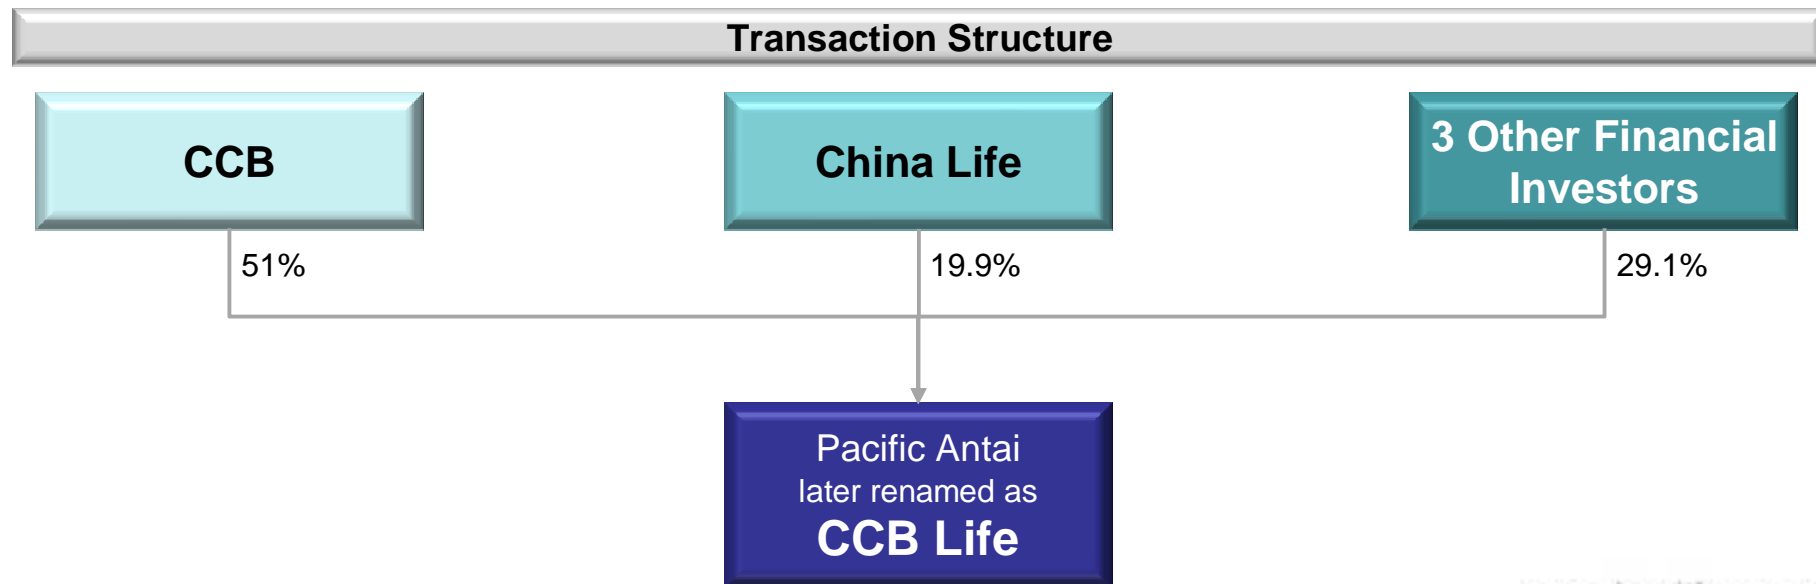 Transaction Structure
CCB
China Life
3 Other Financial
Investors
51%
19.9%
29.1%
Pacific Antai
later renamed as
CCB Life